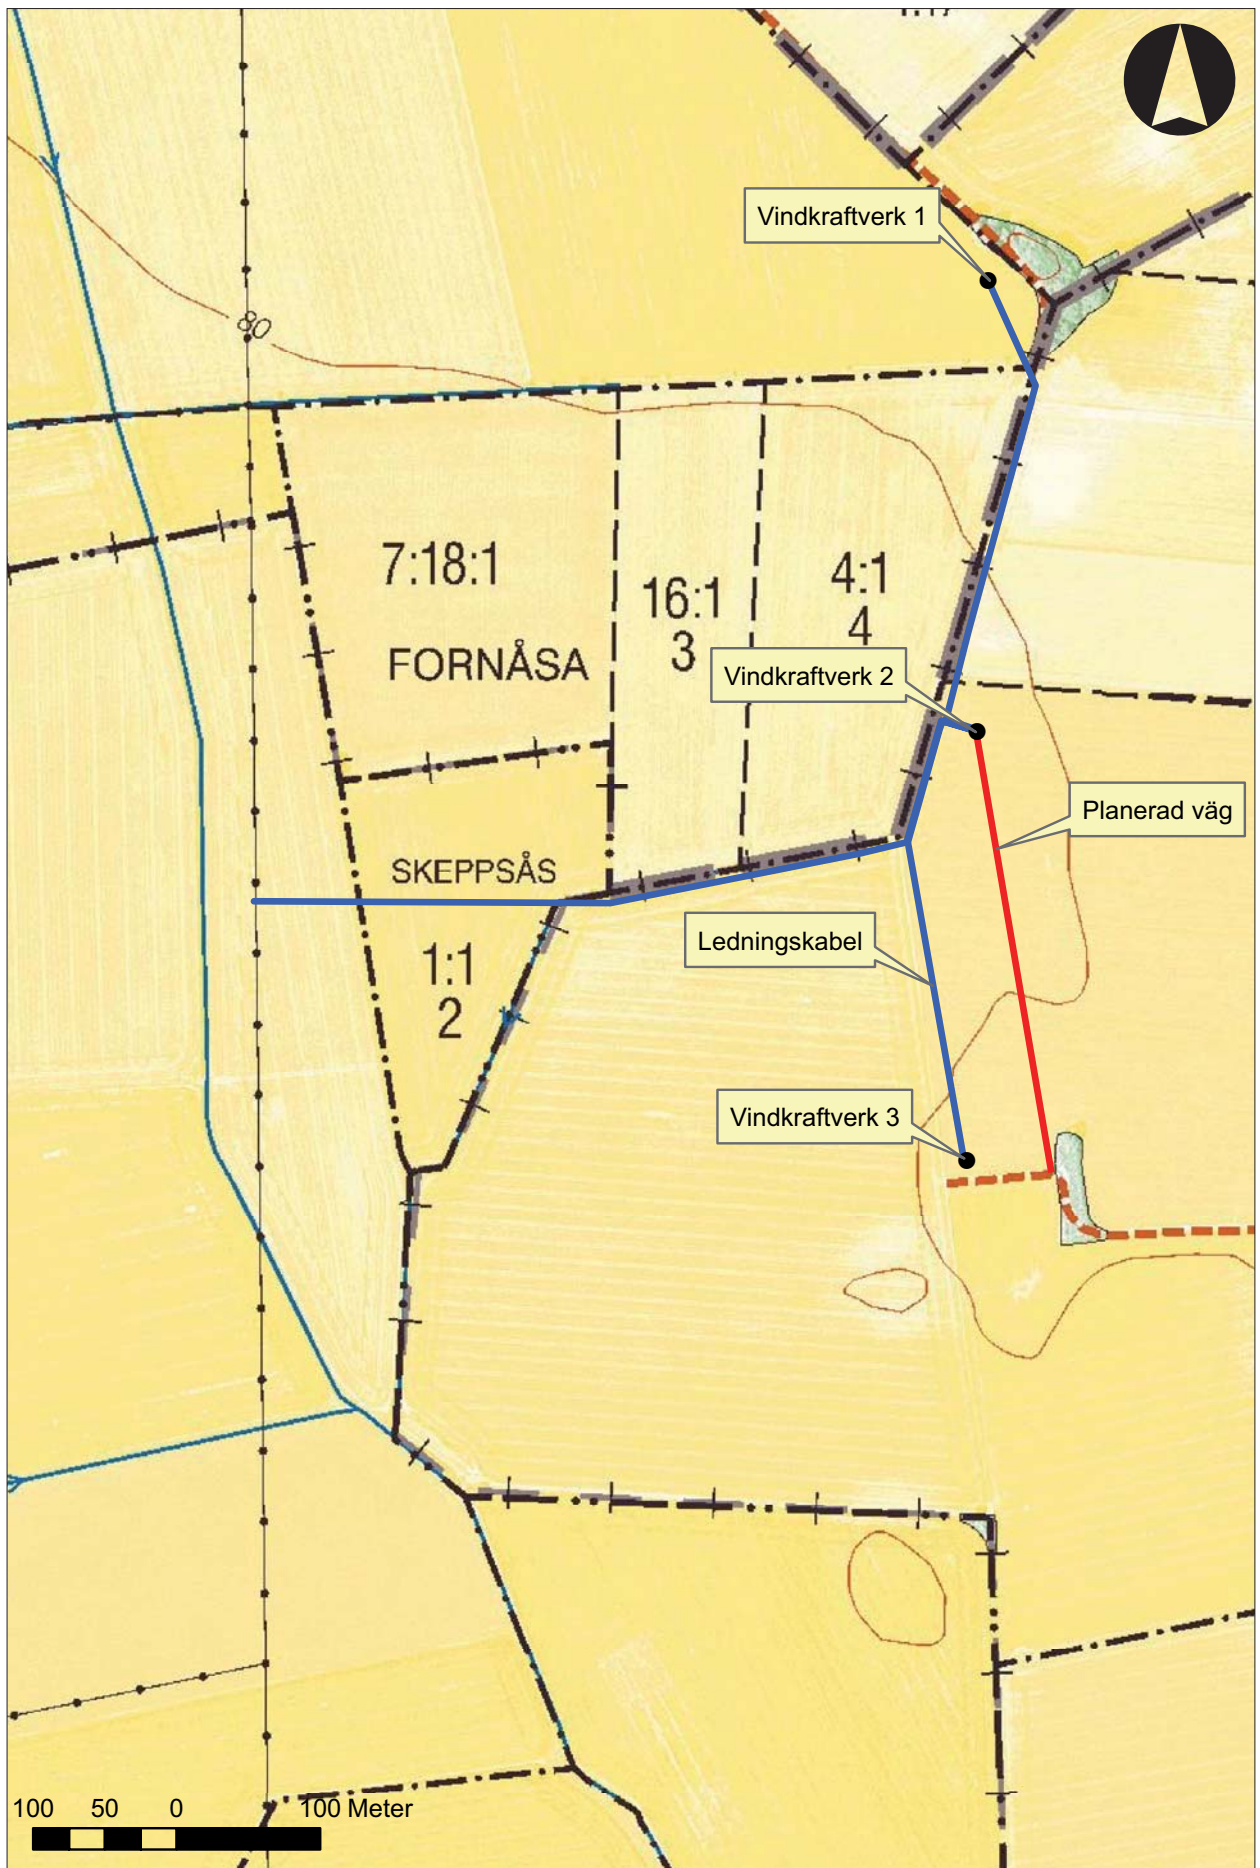 Vindkraftverk 1
80
7:18:1
4:1
16:1
4
3
FORNÅSA
Vindkraftverk 2
Planerad väg
SKEPPSÅS
Ledningskabel
1:1
2
Vindkraftverk 3
100 50 0 100 Meter